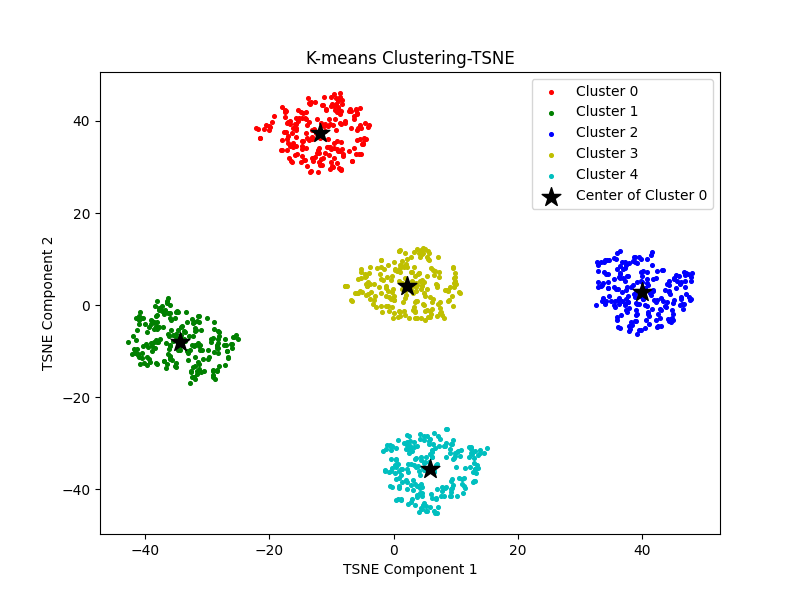 K-means Clustering-TSNE
Cluster 0
Cluster 1
Cluster 2
Cluster 3
Cluster 4
Center of Cluster 0
TSNE Component 2
40
20
0
−20
−40
−40
−20
0
20
40
TSNE Component 1